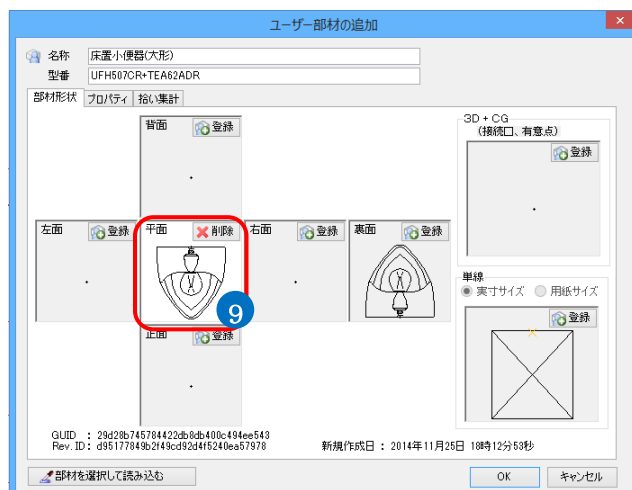 ユーザー部材の追加
×
名称 床置小便器(大形)
型番 UFH507CR+TEA62ADR
部材形状 プロパティ 拾い集計
背面 登録
3D + CG
(接続口、有意点)
登録
左面 登録 平面 削除 右面 登録 裏面 登録
9
単線
実寸サイズ 用紙サイズ
登録
正面 登録
GUID : 29d28b745784422db8db400c494ee543
Rev. ID: d95177849b2f49cd92d4f5240ea57978 新規作成日 : 2014年11月25日 18時12分53秒
部材を選択して読み込む OK キャンセル